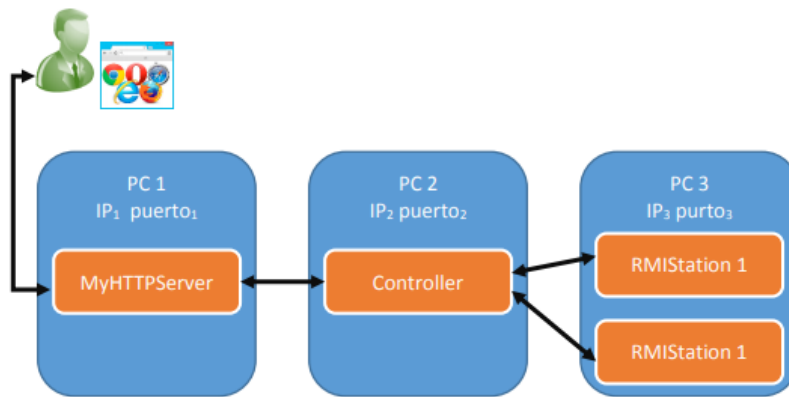 PC 1
IP₁ puerto₁
MyHTTPServer
PC 2
IP₂ puerto₂
Controller
PC 3
IP₃ purto₃
RMIStation 1
RMIStation 1